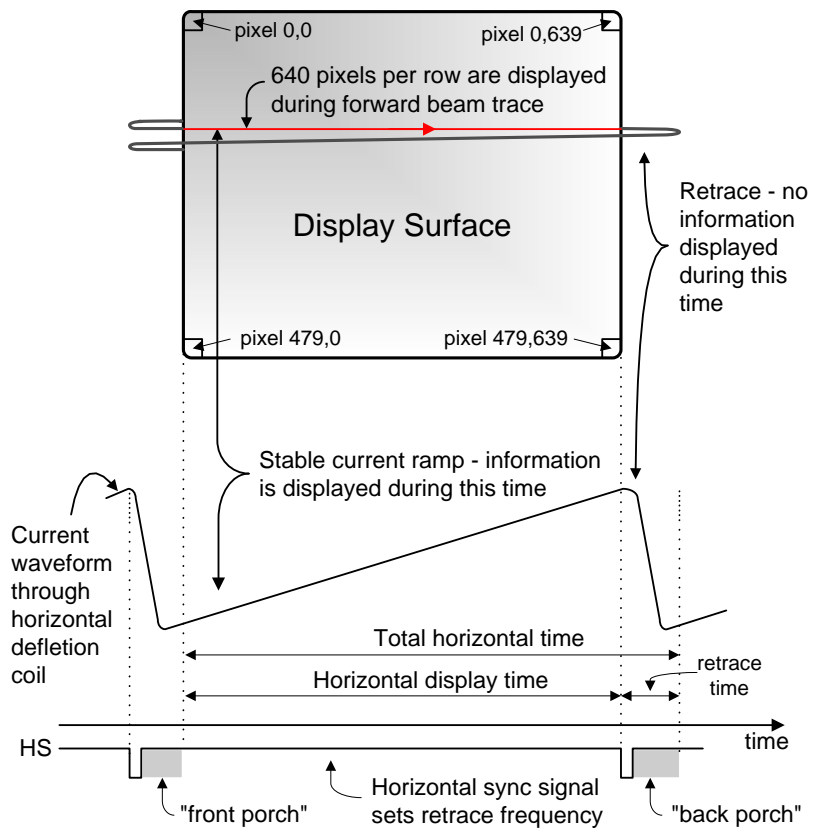 pixel 0,0
pixel 0,639
640 pixels per row are displayed
during forward beam trace
Retrace - no
information
displayed
during this
time
Display Surface
pixel 479,0
pixel 479,639
Stable current ramp - information
is displayed during this time
Current
waveform
through
horizontal
defletion
coil
Total horizontal time
Horizontal display time
retrace
time
time
HS
"front porch"
Horizontal sync signal
sets retrace frequency
"back porch"